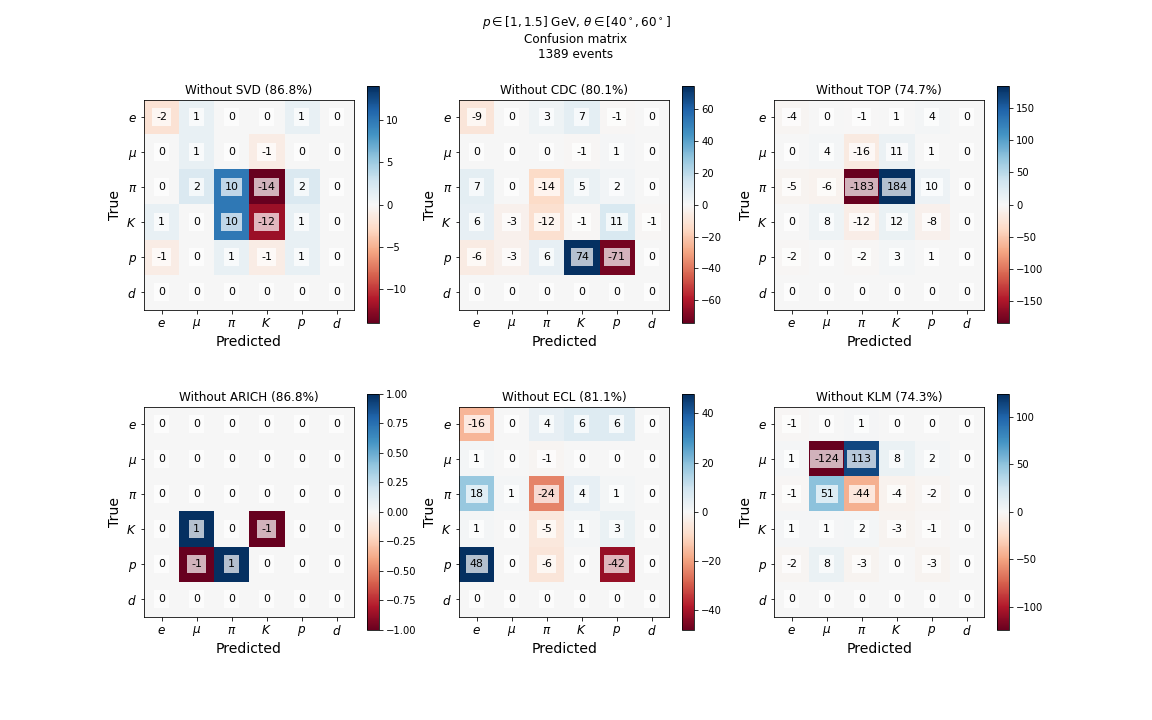 p ∈ [1, 1.5] GeV, θ ∈ [40°, 60°]
Confusion matrix
1389 events
Without SVD (86.8%)
e -2 1 0 0 1 0
μ 0 1 0 -1 0 0
π 0 2 10 -14 2 0
K 1 0 10 -12 1 0
p -1 0 1 -1 1 0
d 0 0 0 0 0 0
e μ π K p d
True
Predicted
10
5
0
−5
−10
Without CDC (80.1%)
e -9 0 3 7 -1 0
μ 0 0 0 -1 1 0
π 7 0 -14 5 2 0
K 6 -3 -12 -1 11 -1
p -6 -3 6 74 -71 0
d 0 0 0 0 0 0
e μ π K p d
True
Predicted
60
40
20
0
−20
−40
−60
Without TOP (74.7%)
e -4 0 -1 1 4 0
μ 0 4 -16 11 1 0
π -5 -6 -183 184 10 0
K 0 8 -12 12 -8 0
p -2 0 -2 3 1 0
d 0 0 0 0 0 0
e μ π K p d
True
Predicted
150
100
50
0
−50
−100
−150
Without ARICH (86.8%)
e 0 0 0 0 0 0
μ 0 0 0 0 0 0
π 0 0 0 0 0 0
K 0 1 0 -1 0 0
p 0 -1 1 0 0 0
d 0 0 0 0 0 0
e μ π K p d
True
Predicted
1.00
0.75
0.50
0.25
0.00
−0.25
−0.50
−0.75
−1.00
Without ECL (81.1%)
e -16 0 4 6 6 0
μ 1 0 -1 0 0 0
π 18 1 -24 4 1 0
K 1 0 -5 1 3 0
p 48 0 -6 0 -42 0
d 0 0 0 0 0 0
e μ π K p d
True
Predicted
40
20
0
−20
−40
Without KLM (74.3%)
e -1 0 1 0 0 0
μ 1 -124 113 8 2 0
π -1 51 -44 -4 -2 0
K 1 1 2 -3 -1 0
p -2 8 -3 0 -3 0
d 0 0 0 0 0 0
e μ π K p d
True
Predicted
100
50
0
−50
−100